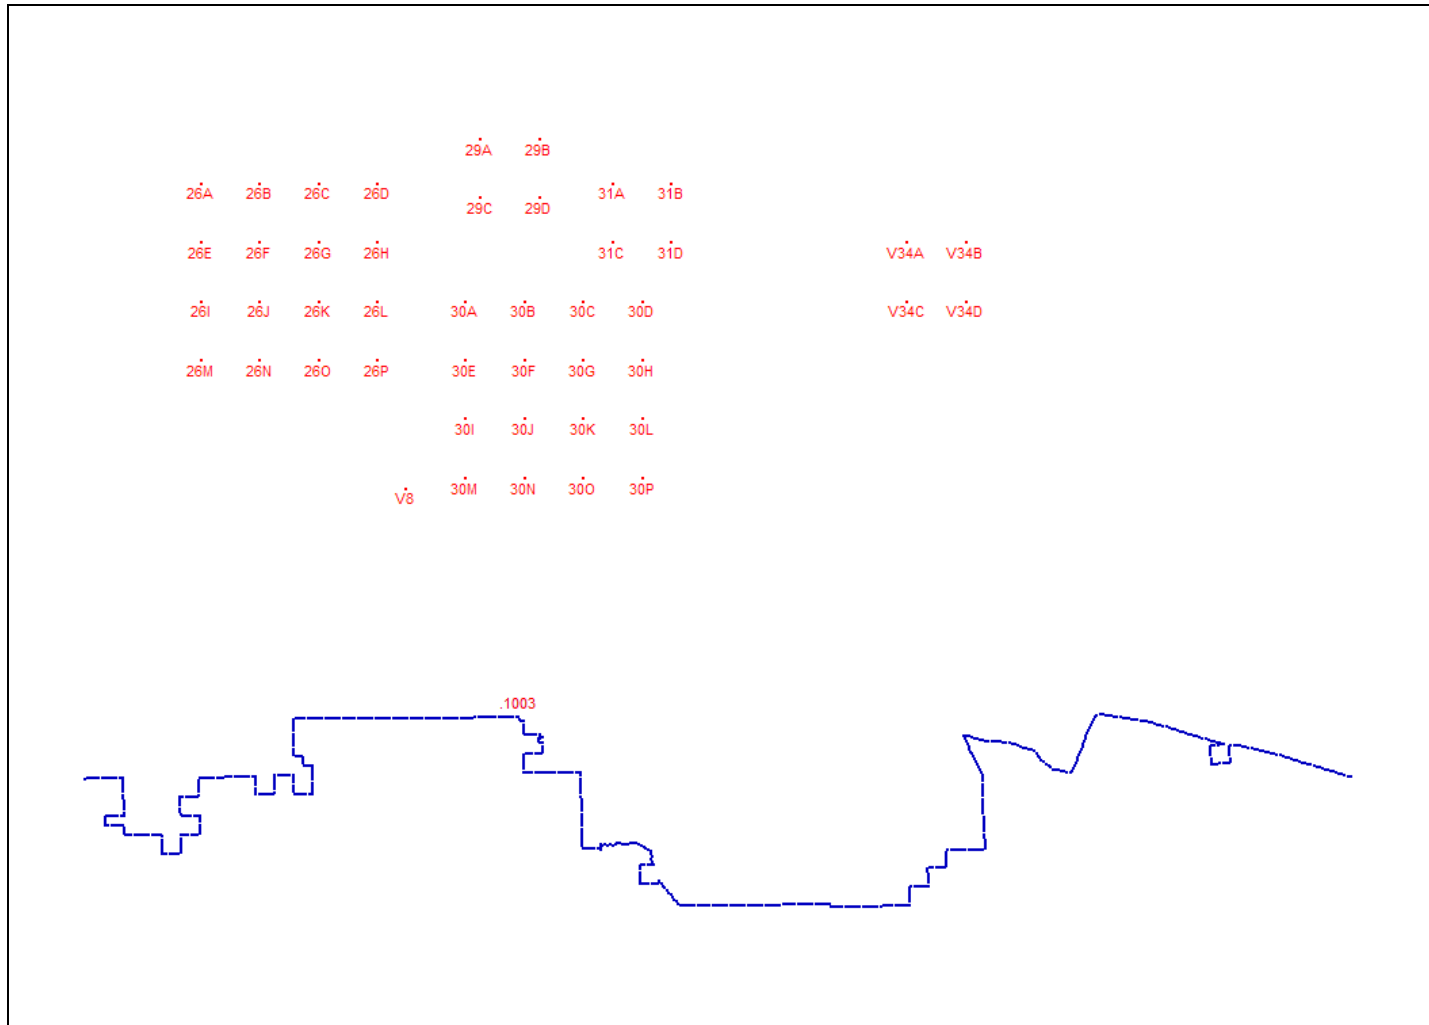 29A 29B
26A 26B 26C 26D 31A 31B
29C 29D
26E 26F 26G 26H 31C 31D V34A V34B
26I 26J 26K 26L 30A 30B 30C 30D V34C V34D
26M 26N 26O 26P 30E 30F 30G 30H
30I 30J 30K 30L
30M 30N 30O 30P
V8
.1003